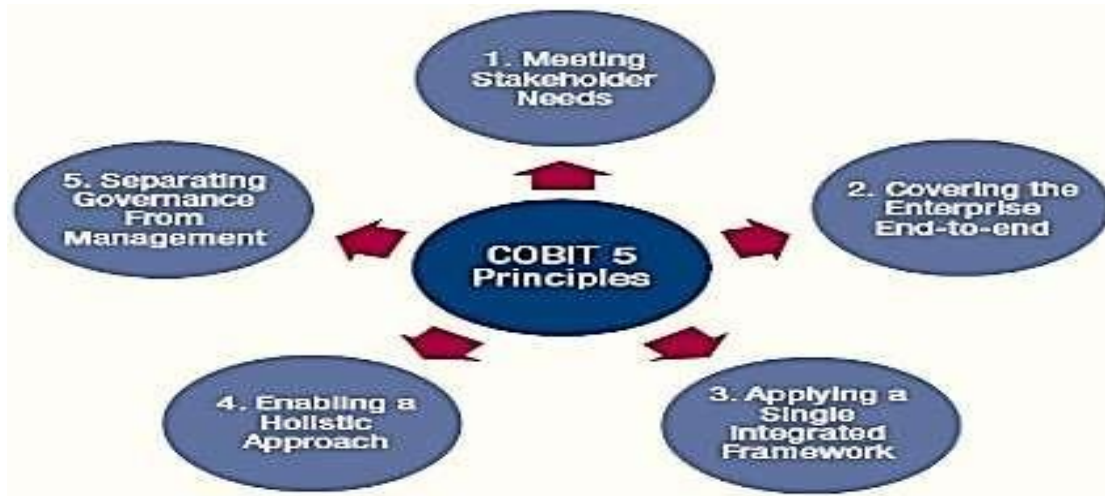 1. Meeting
Stakeholder
Needs
2. Covering the
Enterprise
End-to-end
3. Applying a
Single
Integrated
Framework
4. Enabling a
Holistic
Approach
5. Separating
Governance
From
Management
COBIT 5
Principles